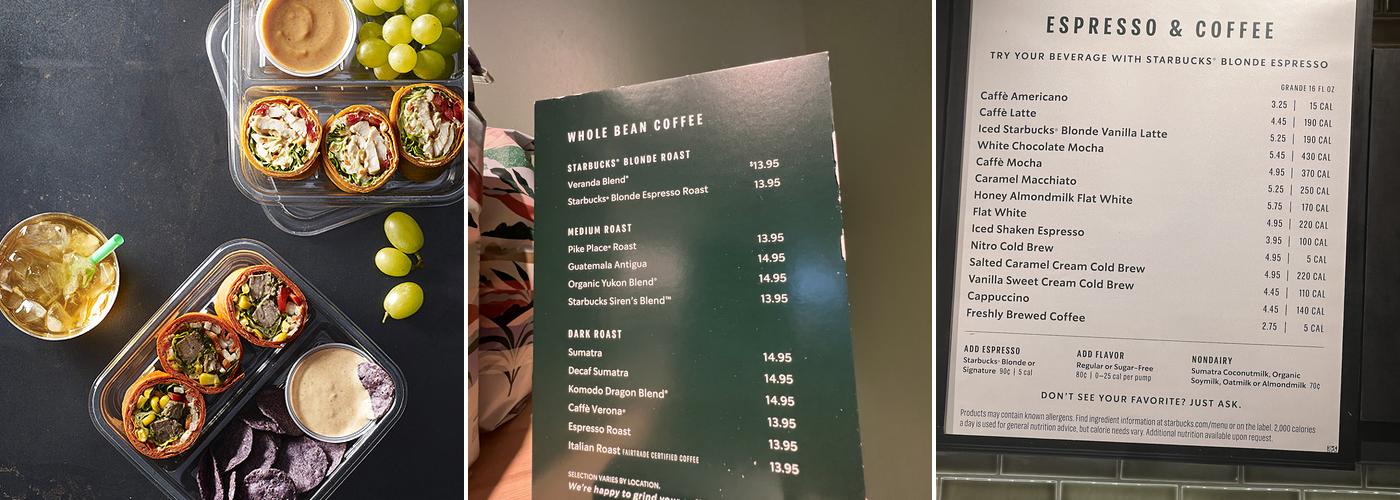 WHOLE BEAN COFFEE
STARBUCKS® BLONDE ROAST
Veranda Blend® $13.95
Starbucks® Blonde Espresso Roast 13.95
MEDIUM ROAST
Pike Place® Roast 13.95
Guatemala Antigua 14.95
Organic Yukon Blend® 14.95
Starbucks Siren's Blend™ 13.95
DARK ROAST
Sumatra 14.95
Decaf Sumatra 14.95
Komodo Dragon Blend® 14.95
Caffè Verona® 13.95
Espresso Roast 13.95
Italian Roast FAIRTRADE CERTIFIED COFFEE 13.95
SELECTION VARIES BY LOCATION.
We're happy to grind your
ESPRESSO & COFFEE
TRY YOUR BEVERAGE WITH STARBUCKS® BLONDE ESPRESSO
GRANDE 16 FL OZ
Caffè Americano 3.25 | 15 CAL
Caffè Latte 4.45 | 190 CAL
Iced Starbucks® Blonde Vanilla Latte 5.25 | 190 CAL
White Chocolate Mocha 5.45 | 430 CAL
Caffè Mocha 4.95 | 370 CAL
Caramel Macchiato 5.25 | 250 CAL
Honey Almondmilk Flat White 5.75 | 170 CAL
Flat White 4.95 | 220 CAL
Iced Shaken Espresso 3.95 | 100 CAL
Nitro Cold Brew 4.95 | 5 CAL
Salted Caramel Cream Cold Brew 4.95 | 220 CAL
Vanilla Sweet Cream Cold Brew 4.45 | 110 CAL
Cappuccino 4.45 | 140 CAL
Freshly Brewed Coffee 2.75 | 5 CAL
ADD ESPRESSO
Starbucks® Blonde or
Signature 90¢ | 5 cal
ADD FLAVOR
Regular or Sugar-Free
80¢ | 0–25 cal per pump
NONDAIRY
Sumatra Coconutmilk, Organic
Soymilk, Oatmilk or Almondmilk 70¢
DON'T SEE YOUR FAVORITE? JUST ASK.
Products may contain known allergens. Find ingredient information at starbucks.com/menu or on the label. 2,000 calories
a day is used for general nutrition advice, but calorie needs vary. Additional nutrition available upon request.